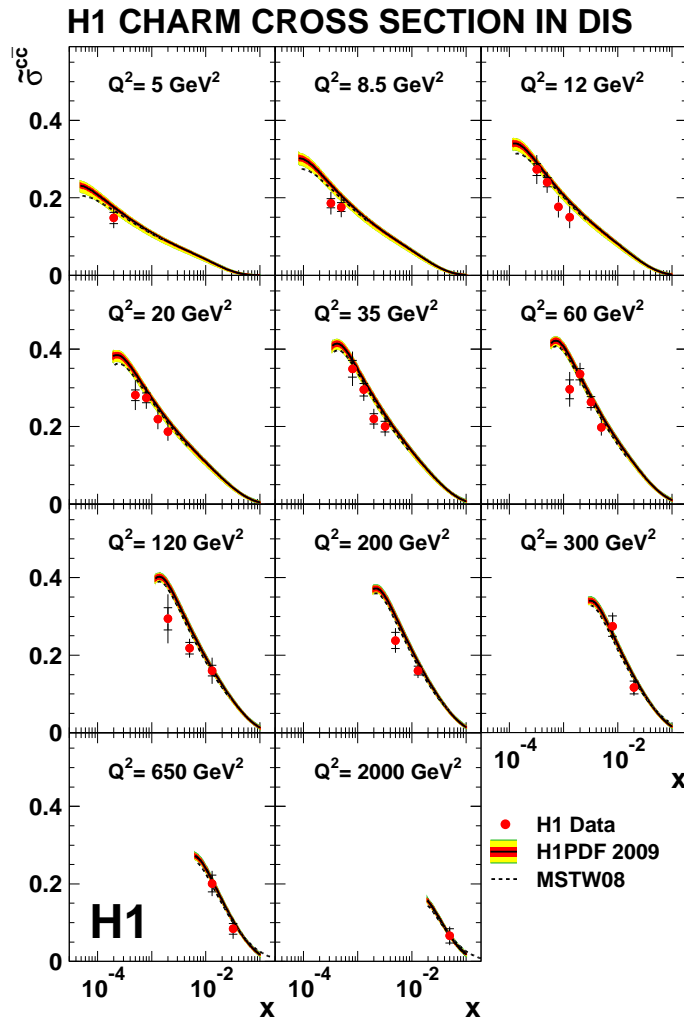 H1 CHARM CROSS SECTION IN DIS
σ̃^cc̄
Q²= 5 GeV²
Q²= 8.5 GeV²
Q²= 12 GeV²
0.4
0.2
0
Q²= 20 GeV²
Q²= 35 GeV²
Q²= 60 GeV²
0.4
0.2
0
Q²= 120 GeV²
Q²= 200 GeV²
Q²= 300 GeV²
0.4
0.2
0
10⁻⁴ 10⁻²
x
Q²= 650 GeV²
Q²= 2000 GeV²
0.4
0.2
0
H1 Data
H1PDF 2009
MSTW08
H1
10⁻⁴ 10⁻² x
10⁻⁴ 10⁻² x